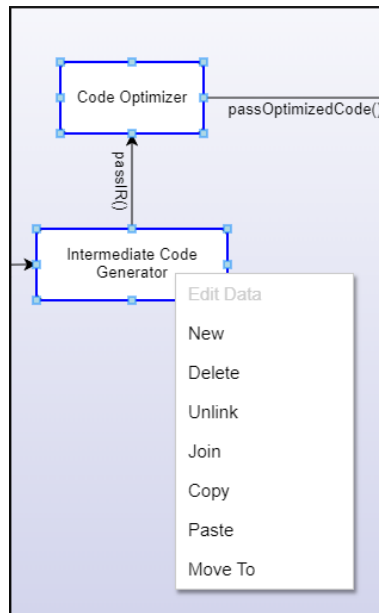 Code Optimizer
passOptimizedCode()
passIR()
Intermediate Code
Generator
Edit Data
New
Delete
Unlink
Join
Copy
Paste
Move To